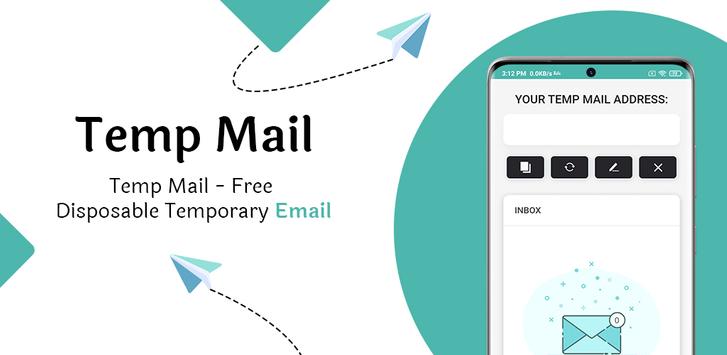 Temp Mail
Temp Mail - Free
Disposable Temporary Email
3:12 PM 0.0KB/s
YOUR TEMP MAIL ADDRESS:
INBOX
0